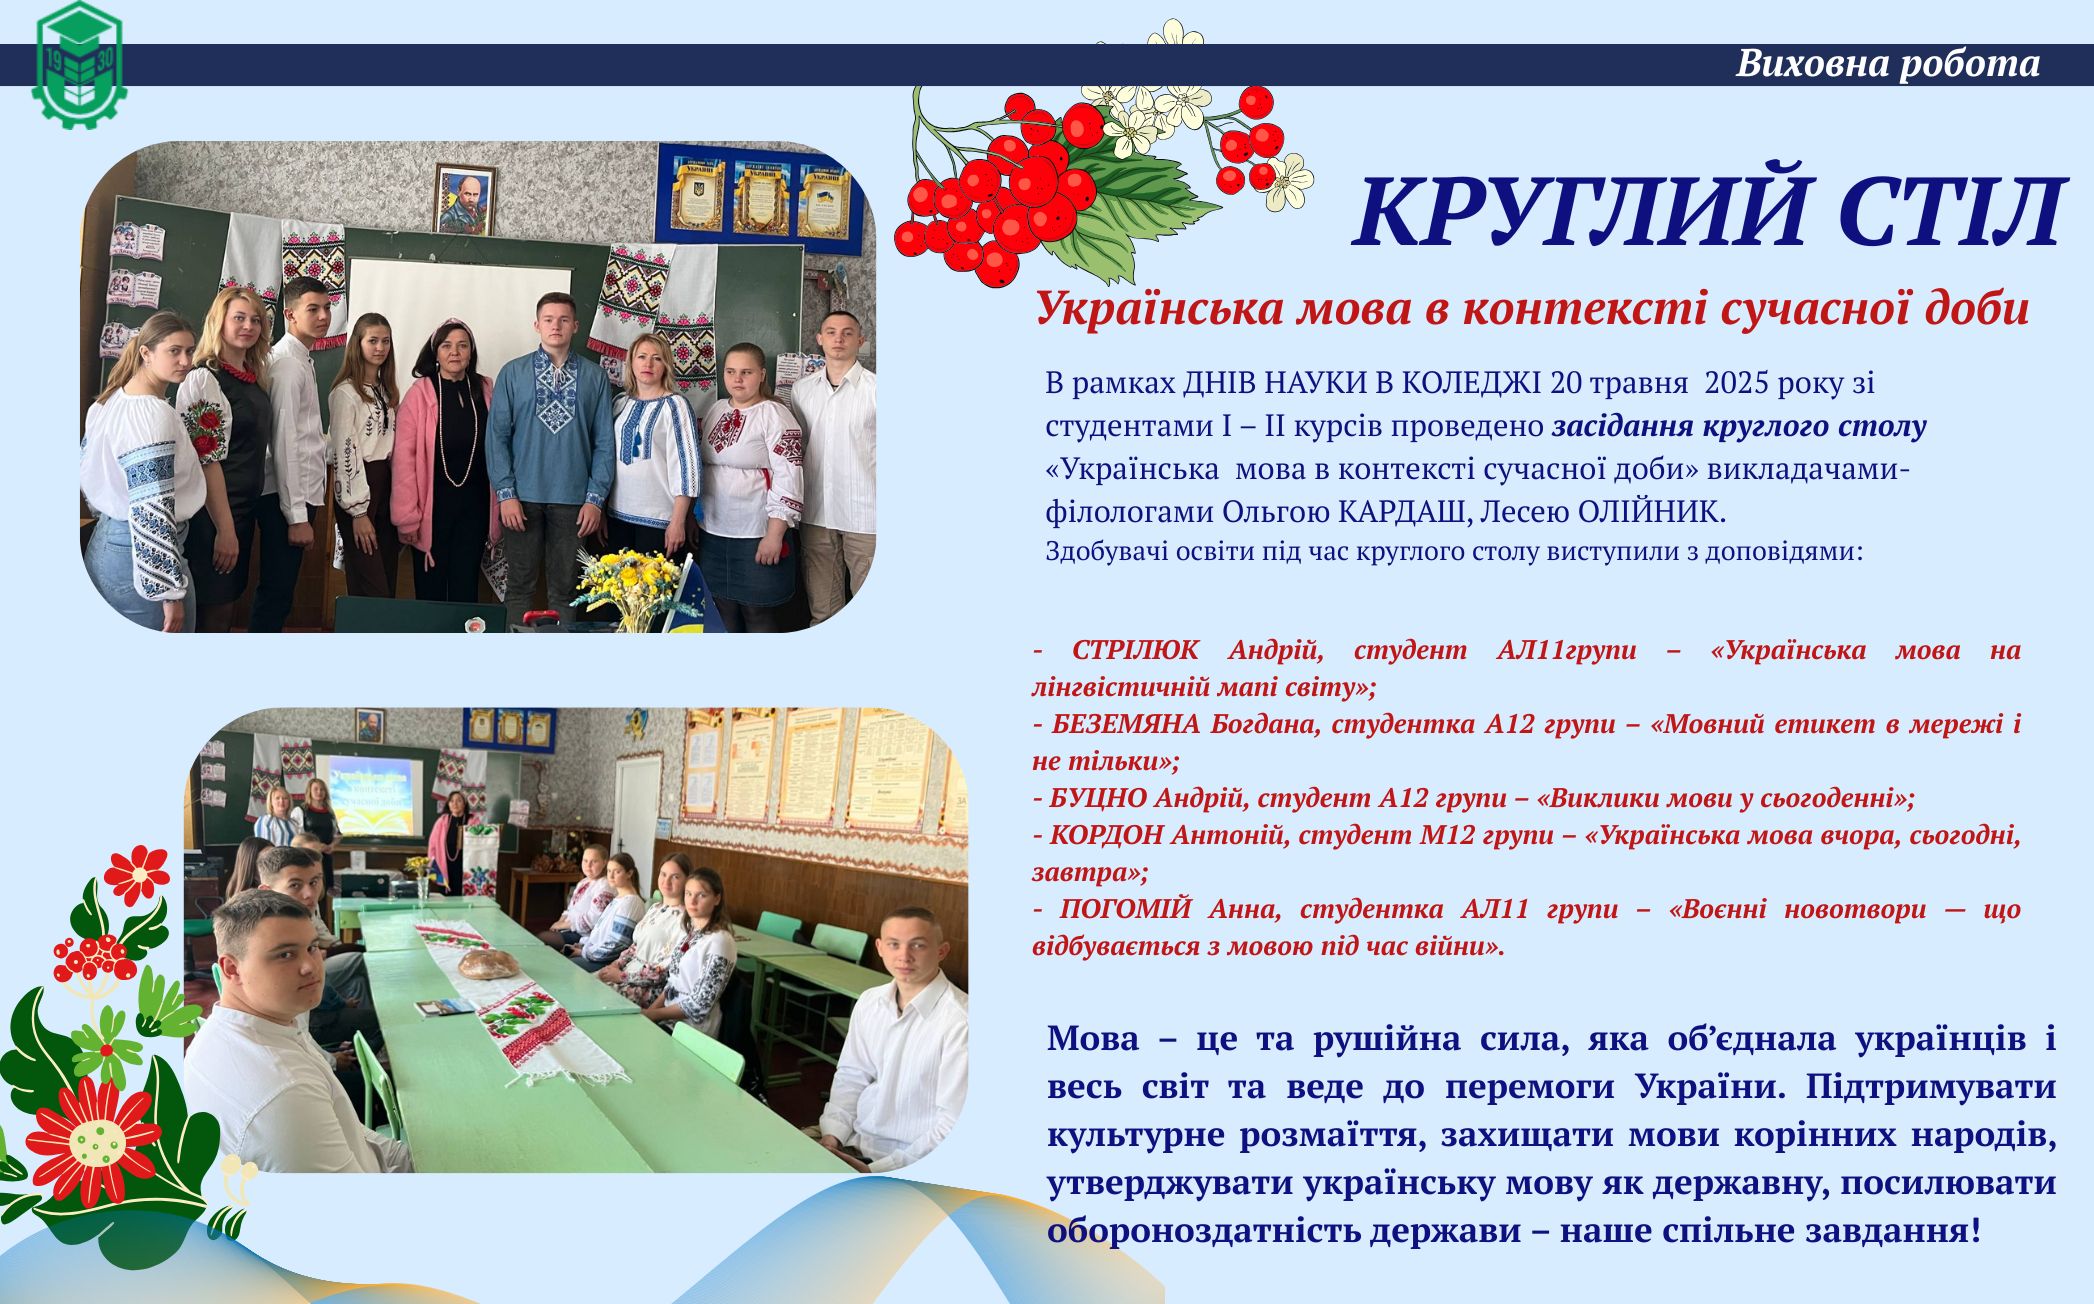 19 30
Виховна робота
КРУГЛИЙ СТІЛ
Українська мова в контексті сучасної доби
В рамках ДНІВ НАУКИ В КОЛЕДЖІ 20 травня 2025 року зі
студентами І – ІІ курсів проведено засідання круглого столу
«Українська мова в контексті сучасної доби» викладачами-
філологами Ольгою КАРДАШ, Лесею ОЛІЙНИК.
Здобувачі освіти під час круглого столу виступили з доповідями:
- СТРІЛЮК Андрій, студент АЛ11групи – «Українська мова на
лінгвістичній мапі світу»;
- БЕЗЕМЯНА Богдана, студентка А12 групи – «Мовний етикет в мережі і
не тільки»;
- БУЦНО Андрій, студент А12 групи – «Виклики мови у сьогоденні»;
- КОРДОН Антоній, студент М12 групи – «Українська мова вчора, сьогодні,
завтра»;
- ПОГОМІЙ Анна, студентка АЛ11 групи – «Воєнні новотвори — що
відбувається з мовою під час війни».
Мова – це та рушійна сила, яка об’єднала українців і
весь світ та веде до перемоги України. Підтримувати
культурне розмаїття, захищати мови корінних народів,
утверджувати українську мову як державну, посилювати
обороноздатність держави – наше спільне завдання!